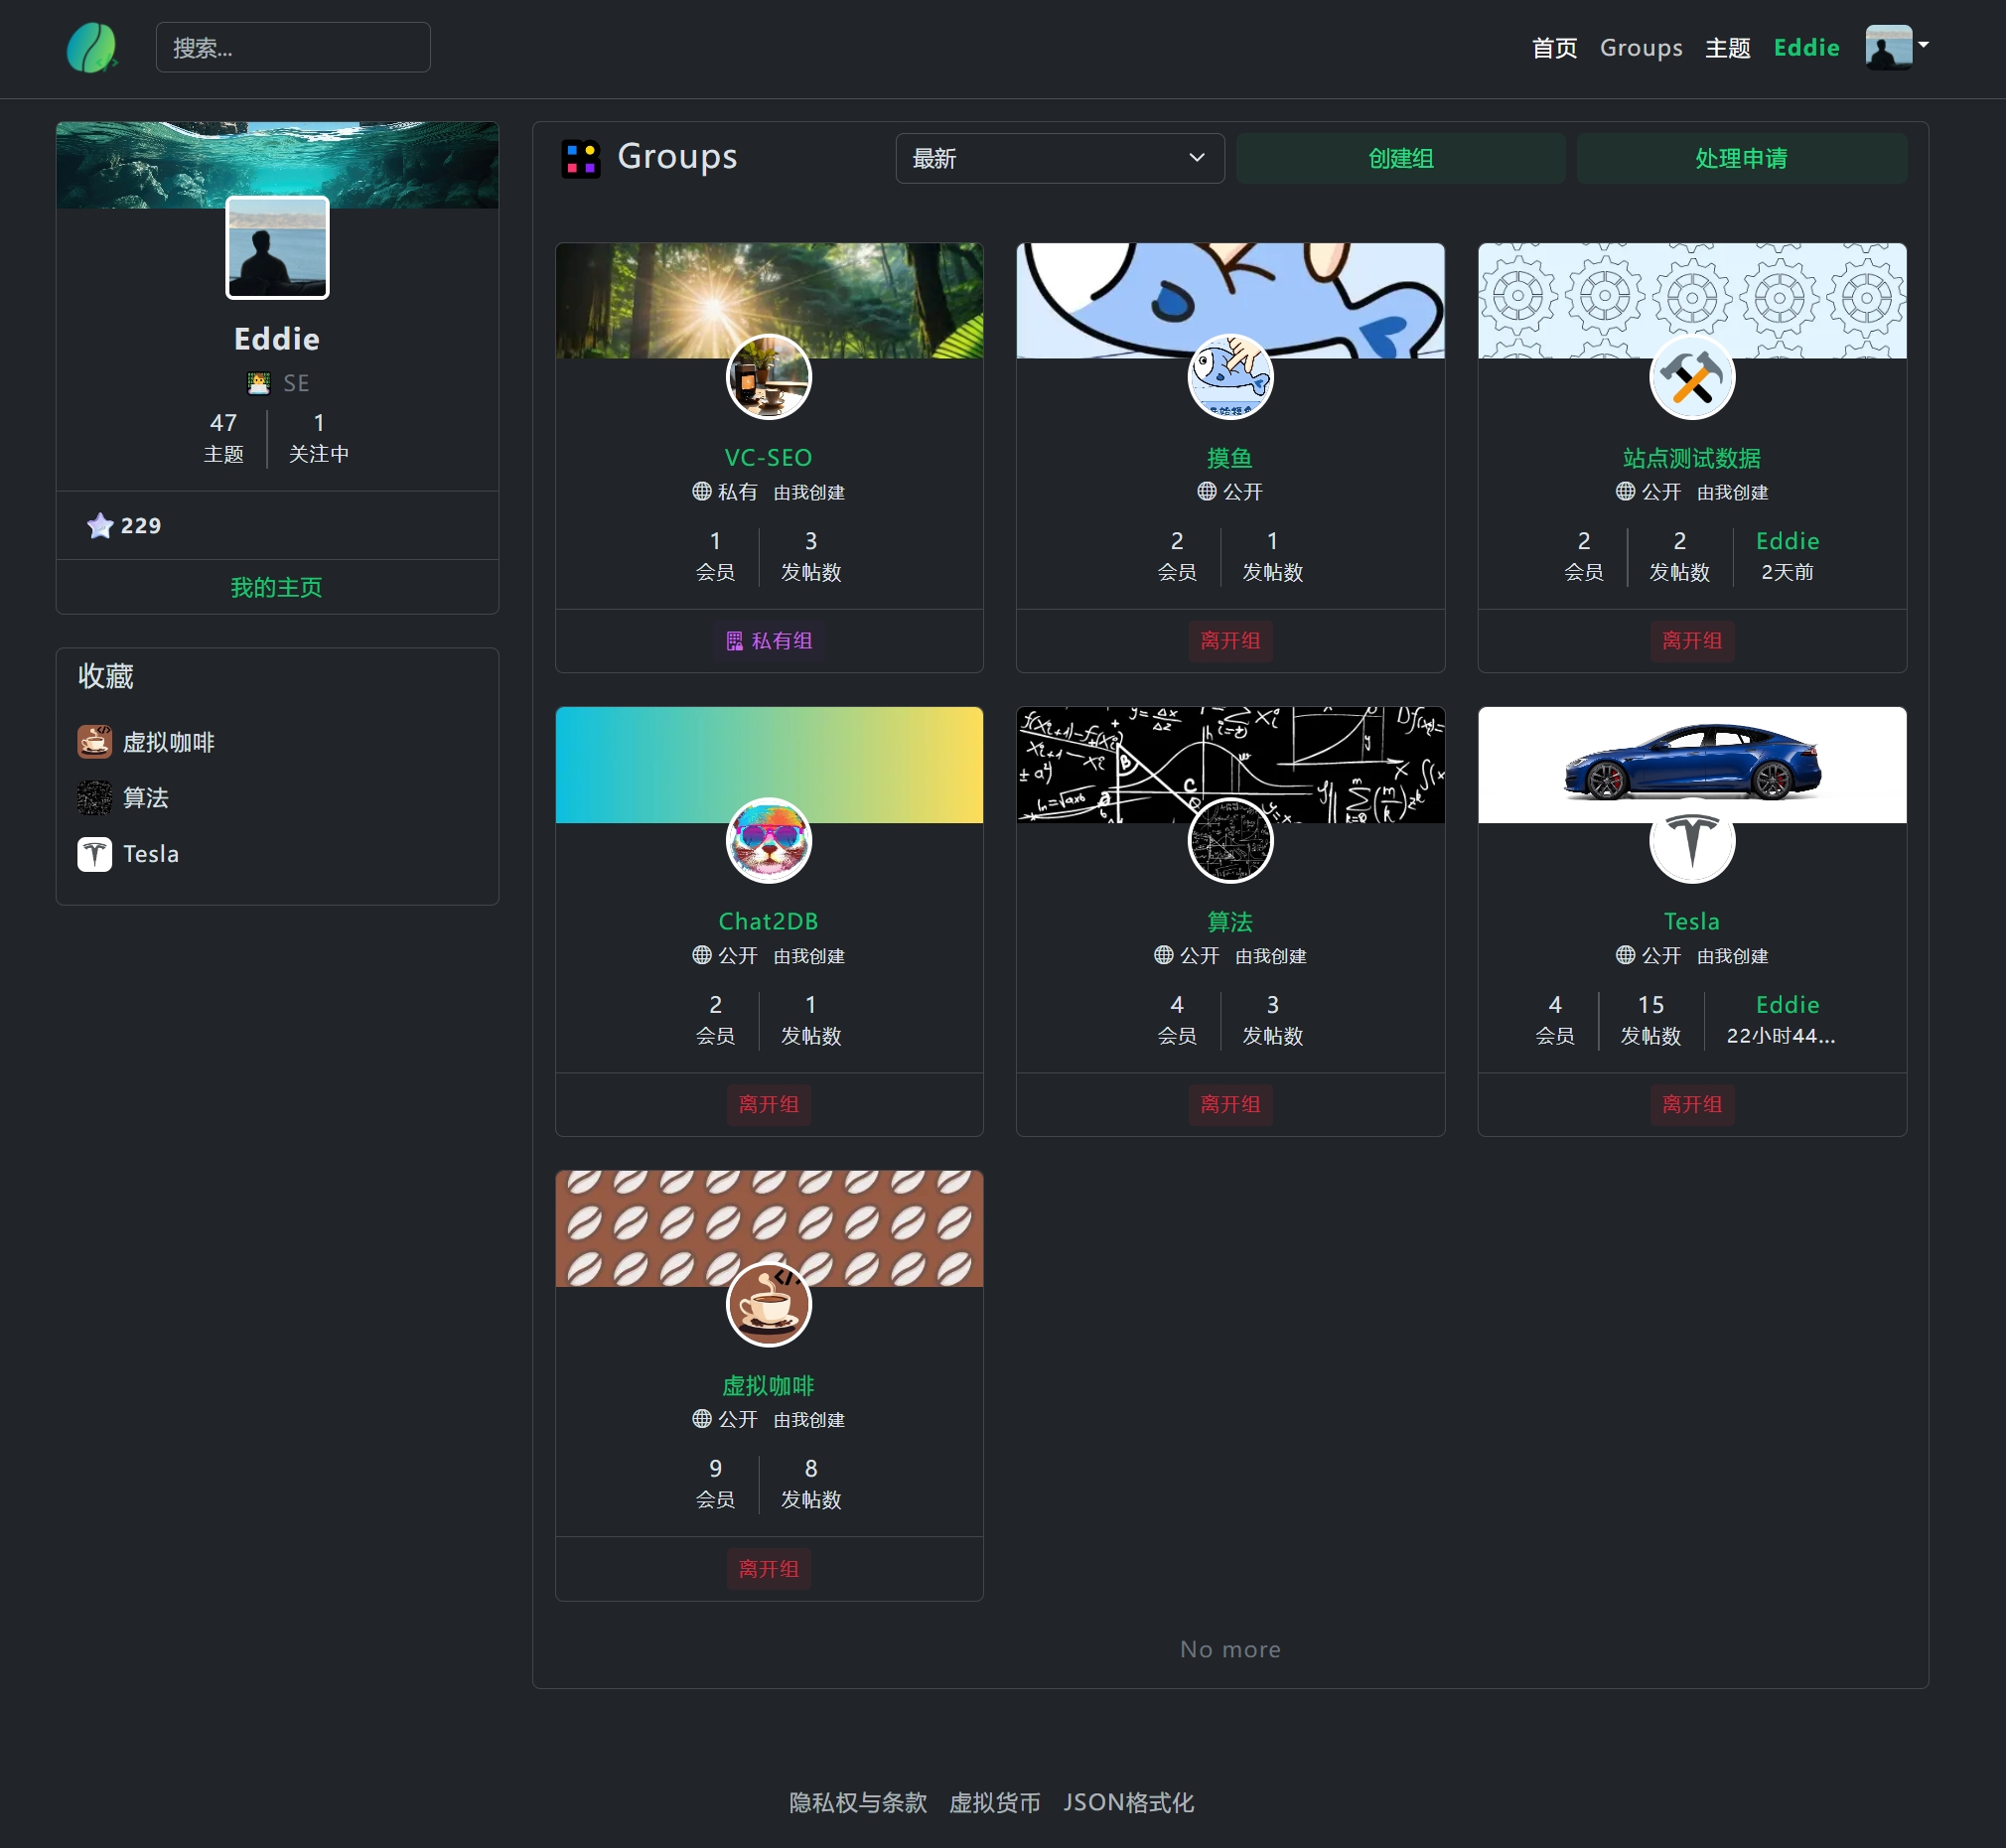 搜索...
首页 Groups 主题 Eddie
Eddie
SE
47 1
主题 关注中
229
我的主页
收藏
虚拟咖啡
算法
Tesla
Groups 最新 创建组 处理申请
VC-SEO
私有 由我创建
1 3
会员 发帖数
私有组
摸鱼
公开
2 1
会员 发帖数
离开组
站点测试数据
公开 由我创建
2 2 Eddie
会员 发帖数 2天前
离开组
Chat2DB
公开 由我创建
2 1
会员 发帖数
离开组
算法
公开 由我创建
4 3
会员 发帖数
离开组
Tesla
公开 由我创建
4 15 Eddie
会员 发帖数 22小时44...
离开组
虚拟咖啡
公开 由我创建
9 8
会员 发帖数
离开组
No more
隐私权与条款 虚拟货币 JSON格式化